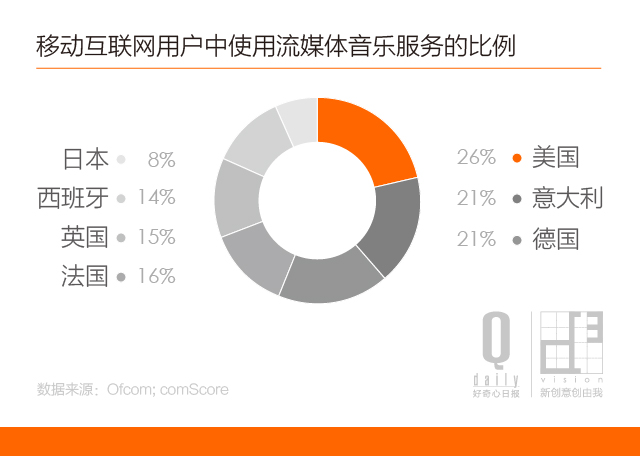 移动互联网用户中使用流媒体音乐服务的比例
日本 8%
西班牙 14%
英国 15%
法国 16%
26% 美国
21% 意大利
21% 德国
数据来源：Ofcom; comScore
Q
daily
好奇心日报
vision
新创意创由我